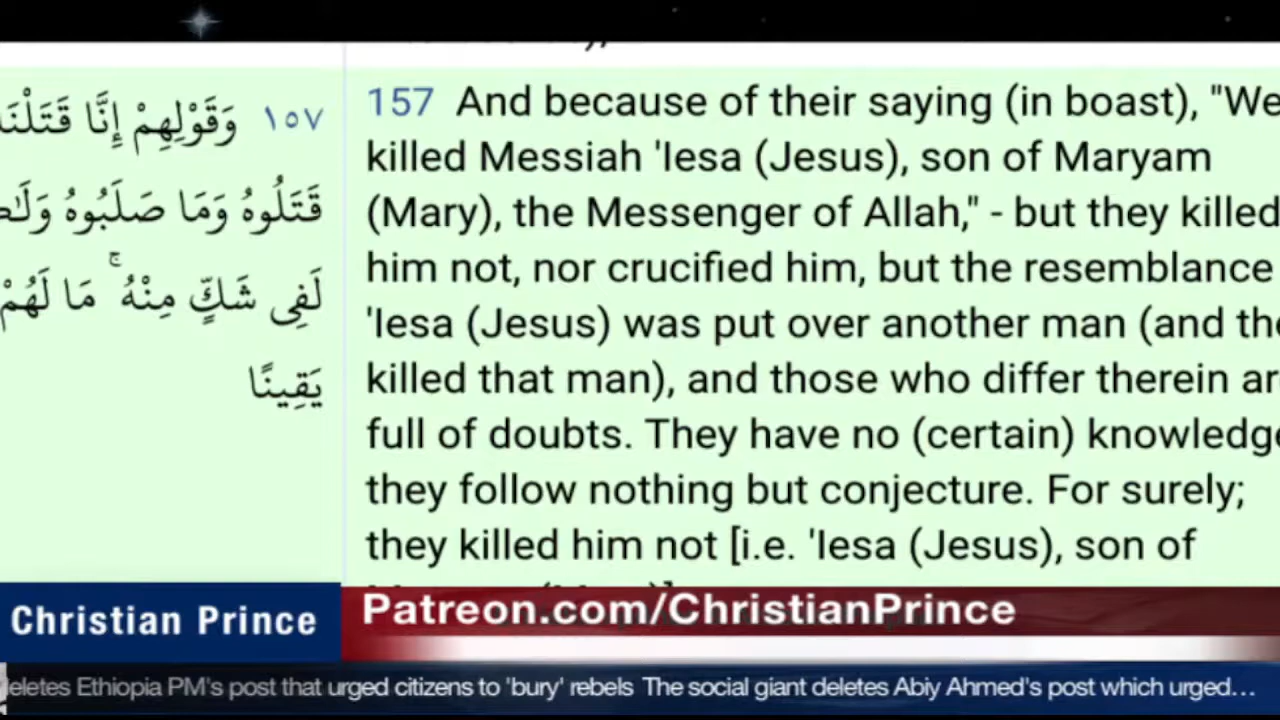 157 And because of their saying (in boast), "We
killed Messiah 'Iesa (Jesus), son of Maryam
(Mary), the Messenger of Allah," - but they killed
him not, nor crucified him, but the resemblance
'Iesa (Jesus) was put over another man (and the
killed that man), and those who differ therein ar
full of doubts. They have no (certain) knowledge
they follow nothing but conjecture. For surely;
they killed him not [i.e. 'Iesa (Jesus), son of
١٥٧ وَقَوْلِهِمْ إِنَّا قَتَلْنَا
قَتَلُوهُ وَمَا صَلَبُوهُ
لَفِى شَكٍّ مِنْهُ ۚ مَا لَهُمْ
يَقِينًا
Christian Prince
Patreon.com/ChristianPrince
eletes Ethiopia PM's post that urged citizens to 'bury' rebels The social giant deletes Abiy Ahmed's post which urged...